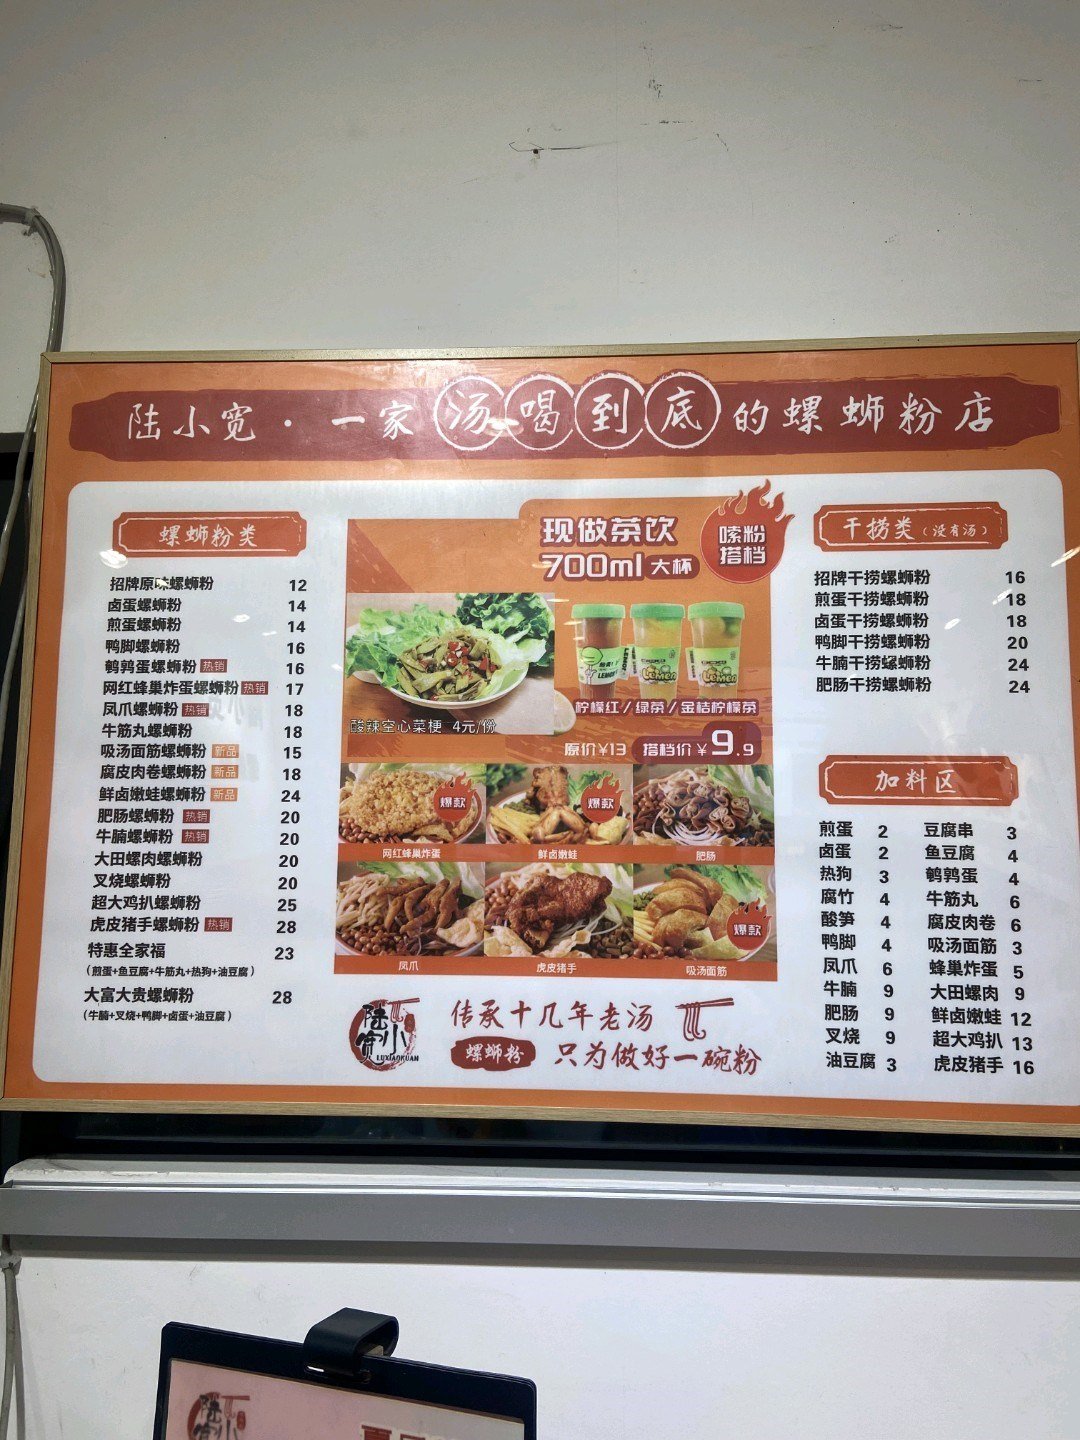 陆小宽·一家汤喝到底的螺蛳粉店
螺蛳粉类
招牌原味螺蛳粉 12
卤蛋螺蛳粉 14
煎蛋螺蛳粉 14
鸭脚螺蛳粉 16
鹌鹑蛋螺蛳粉 热销 16
网红蜂巢炸蛋螺蛳粉 热销 17
凤爪螺蛳粉 热销 18
牛筋丸螺蛳粉 18
吸汤面筋螺蛳粉 新品 15
腐皮肉卷螺蛳粉 新品 18
鲜卤嫩蛙螺蛳粉 新品 24
肥肠螺蛳粉 热销 20
牛腩螺蛳粉 热销 20
大田螺肉螺蛳粉 20
叉烧螺蛳粉 20
超大鸡扒螺蛳粉 25
虎皮猪手螺蛳粉 热销 28
特惠全家福 23
（煎蛋+鱼豆腐+牛筋丸+热狗+油豆腐）
大富大贵螺蛳粉 28
（牛腩+叉烧+鸭脚+卤蛋+油豆腐）
现做茶饮
700ml 大杯
嗦粉
搭档
LEMON
Lemon
Lemon
柠檬红/绿茶/金桔柠檬茶
酸辣空心菜梗 4元/份
原价¥13 搭档价¥9.9
爆款
爆款
网红蜂巢炸蛋
鲜卤嫩蛙
肥肠
爆款
凤爪
虎皮猪手
吸汤面筋
陆小宽
LUXIAOKUAN
传承十几年老汤
螺蛳粉 只为做好一碗粉
干捞类（没有汤）
招牌干捞螺蛳粉 16
煎蛋干捞螺蛳粉 18
卤蛋干捞螺蛳粉 18
鸭脚干捞螺蛳粉 20
牛腩干捞螺蛳粉 24
肥肠干捞螺蛳粉 24
加料区
煎蛋 2 豆腐串 3
卤蛋 2 鱼豆腐 4
热狗 3 鹌鹑蛋 4
腐竹 4 牛筋丸 6
酸笋 4 腐皮肉卷 6
鸭脚 4 吸汤面筋 3
凤爪 6 蜂巢炸蛋 5
牛腩 9 大田螺肉 9
肥肠 9 鲜卤嫩蛙 12
叉烧 9 超大鸡扒 13
油豆腐 3 虎皮猪手 16
陆小